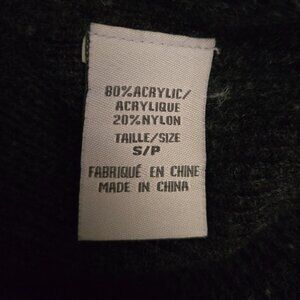 80% ACRYLIC/
ACRYLIQUE
20% NYLON
TAILLE/SIZE
S/P
FABRIQUÉ EN CHINE
MADE IN CHINA